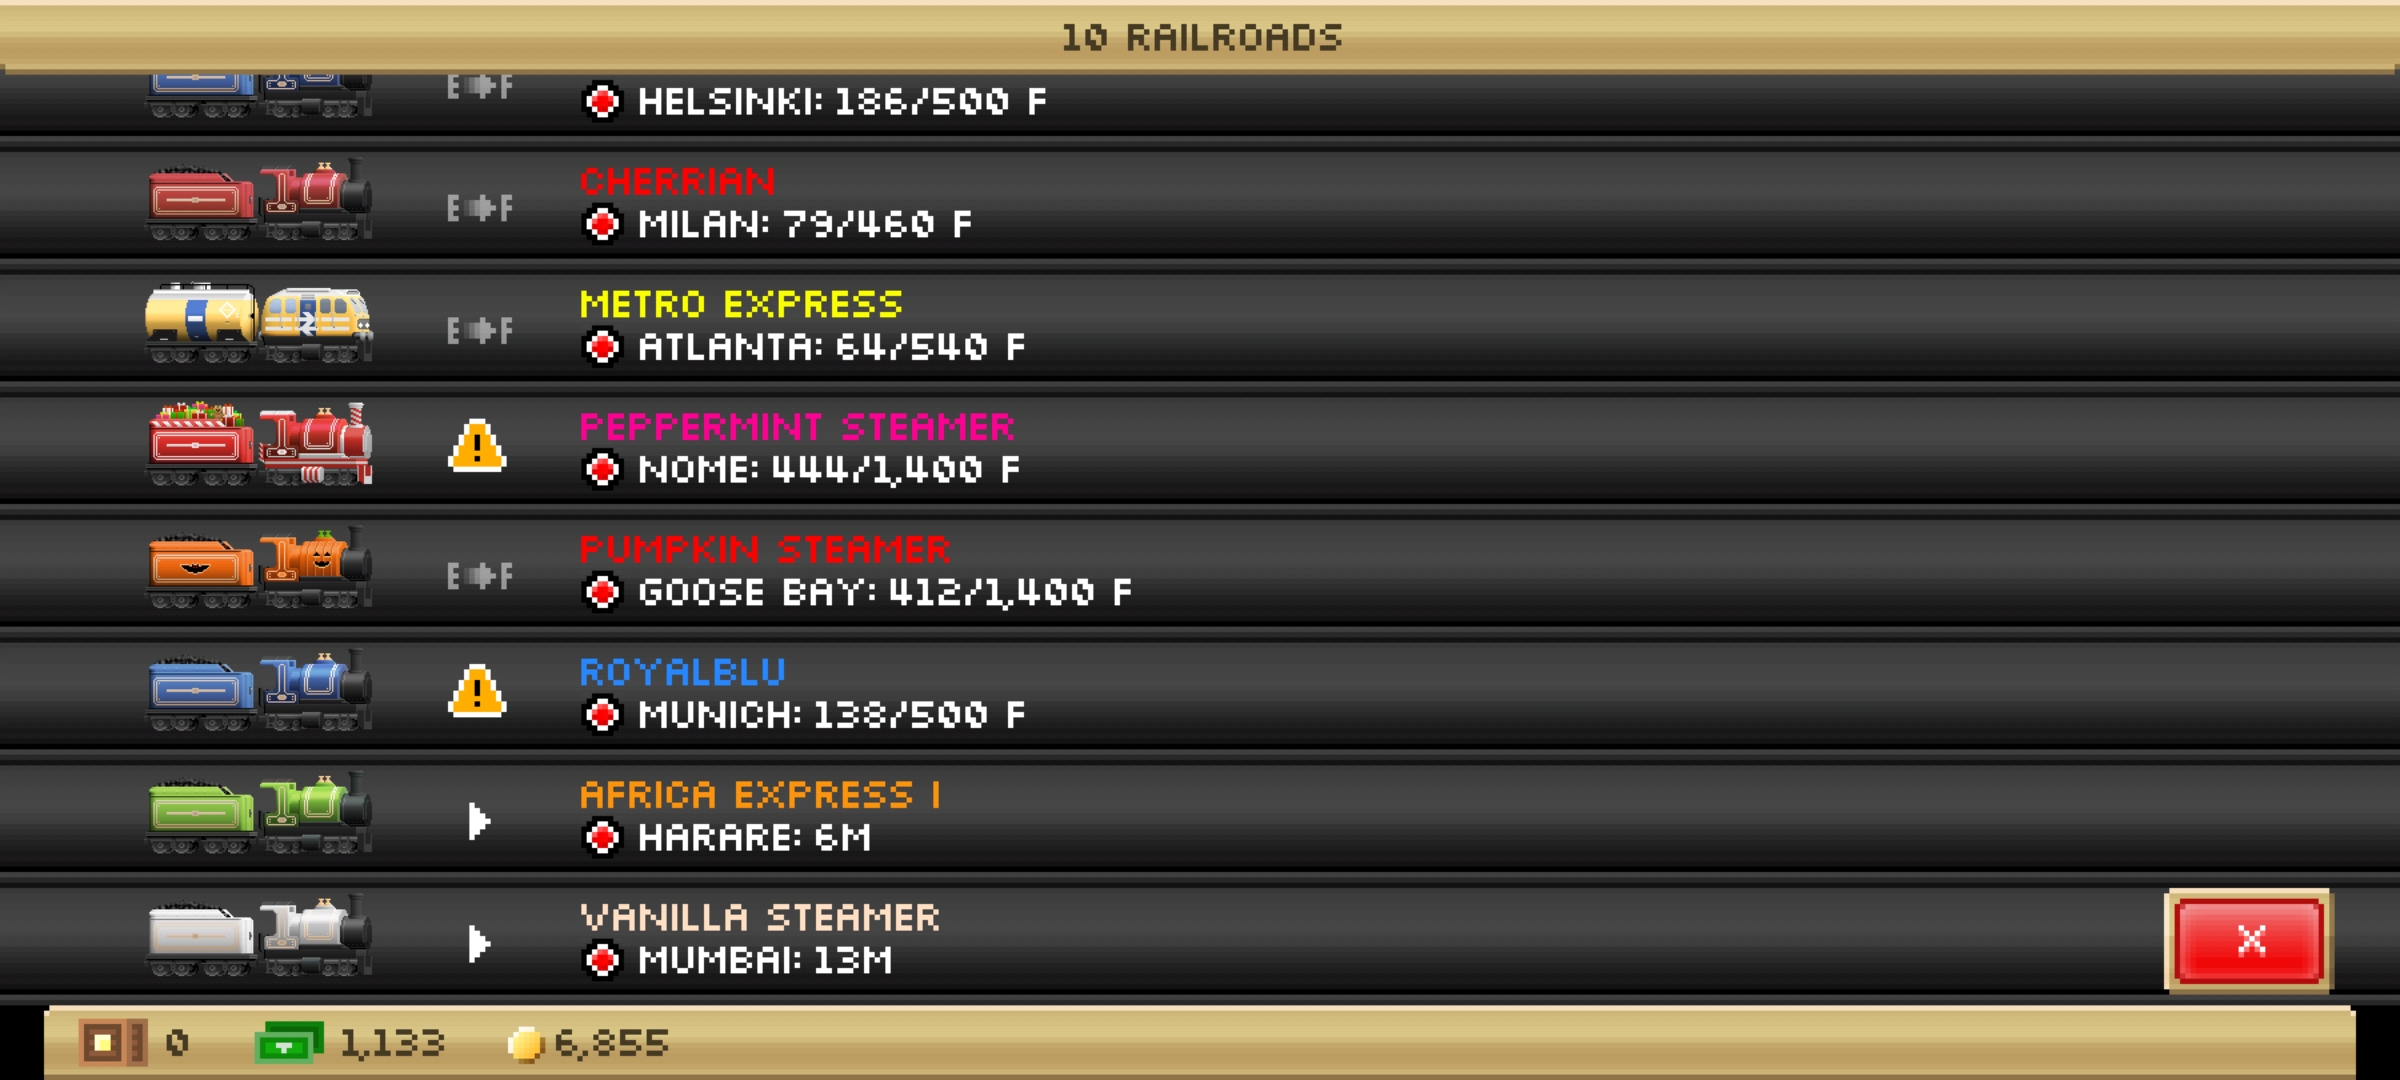 10 RAILROADS
E F
HELSINKI: 186/500 F
CHERRIAN
E F
MILAN: 79/460 F
METRO EXPRESS
E F
ATLANTA: 64/540 F
PEPPERMINT STEAMER
!
NOME: 444/1,400 F
PUMPKIN STEAMER
E F
GOOSE BAY: 412/1,400 F
ROYALBLU
!
MUNICH: 138/500 F
AFRICA EXPRESS I
HARARE: 6M
VANILLA STEAMER
X
MUMBAI: 13M
0 1,133 6,855